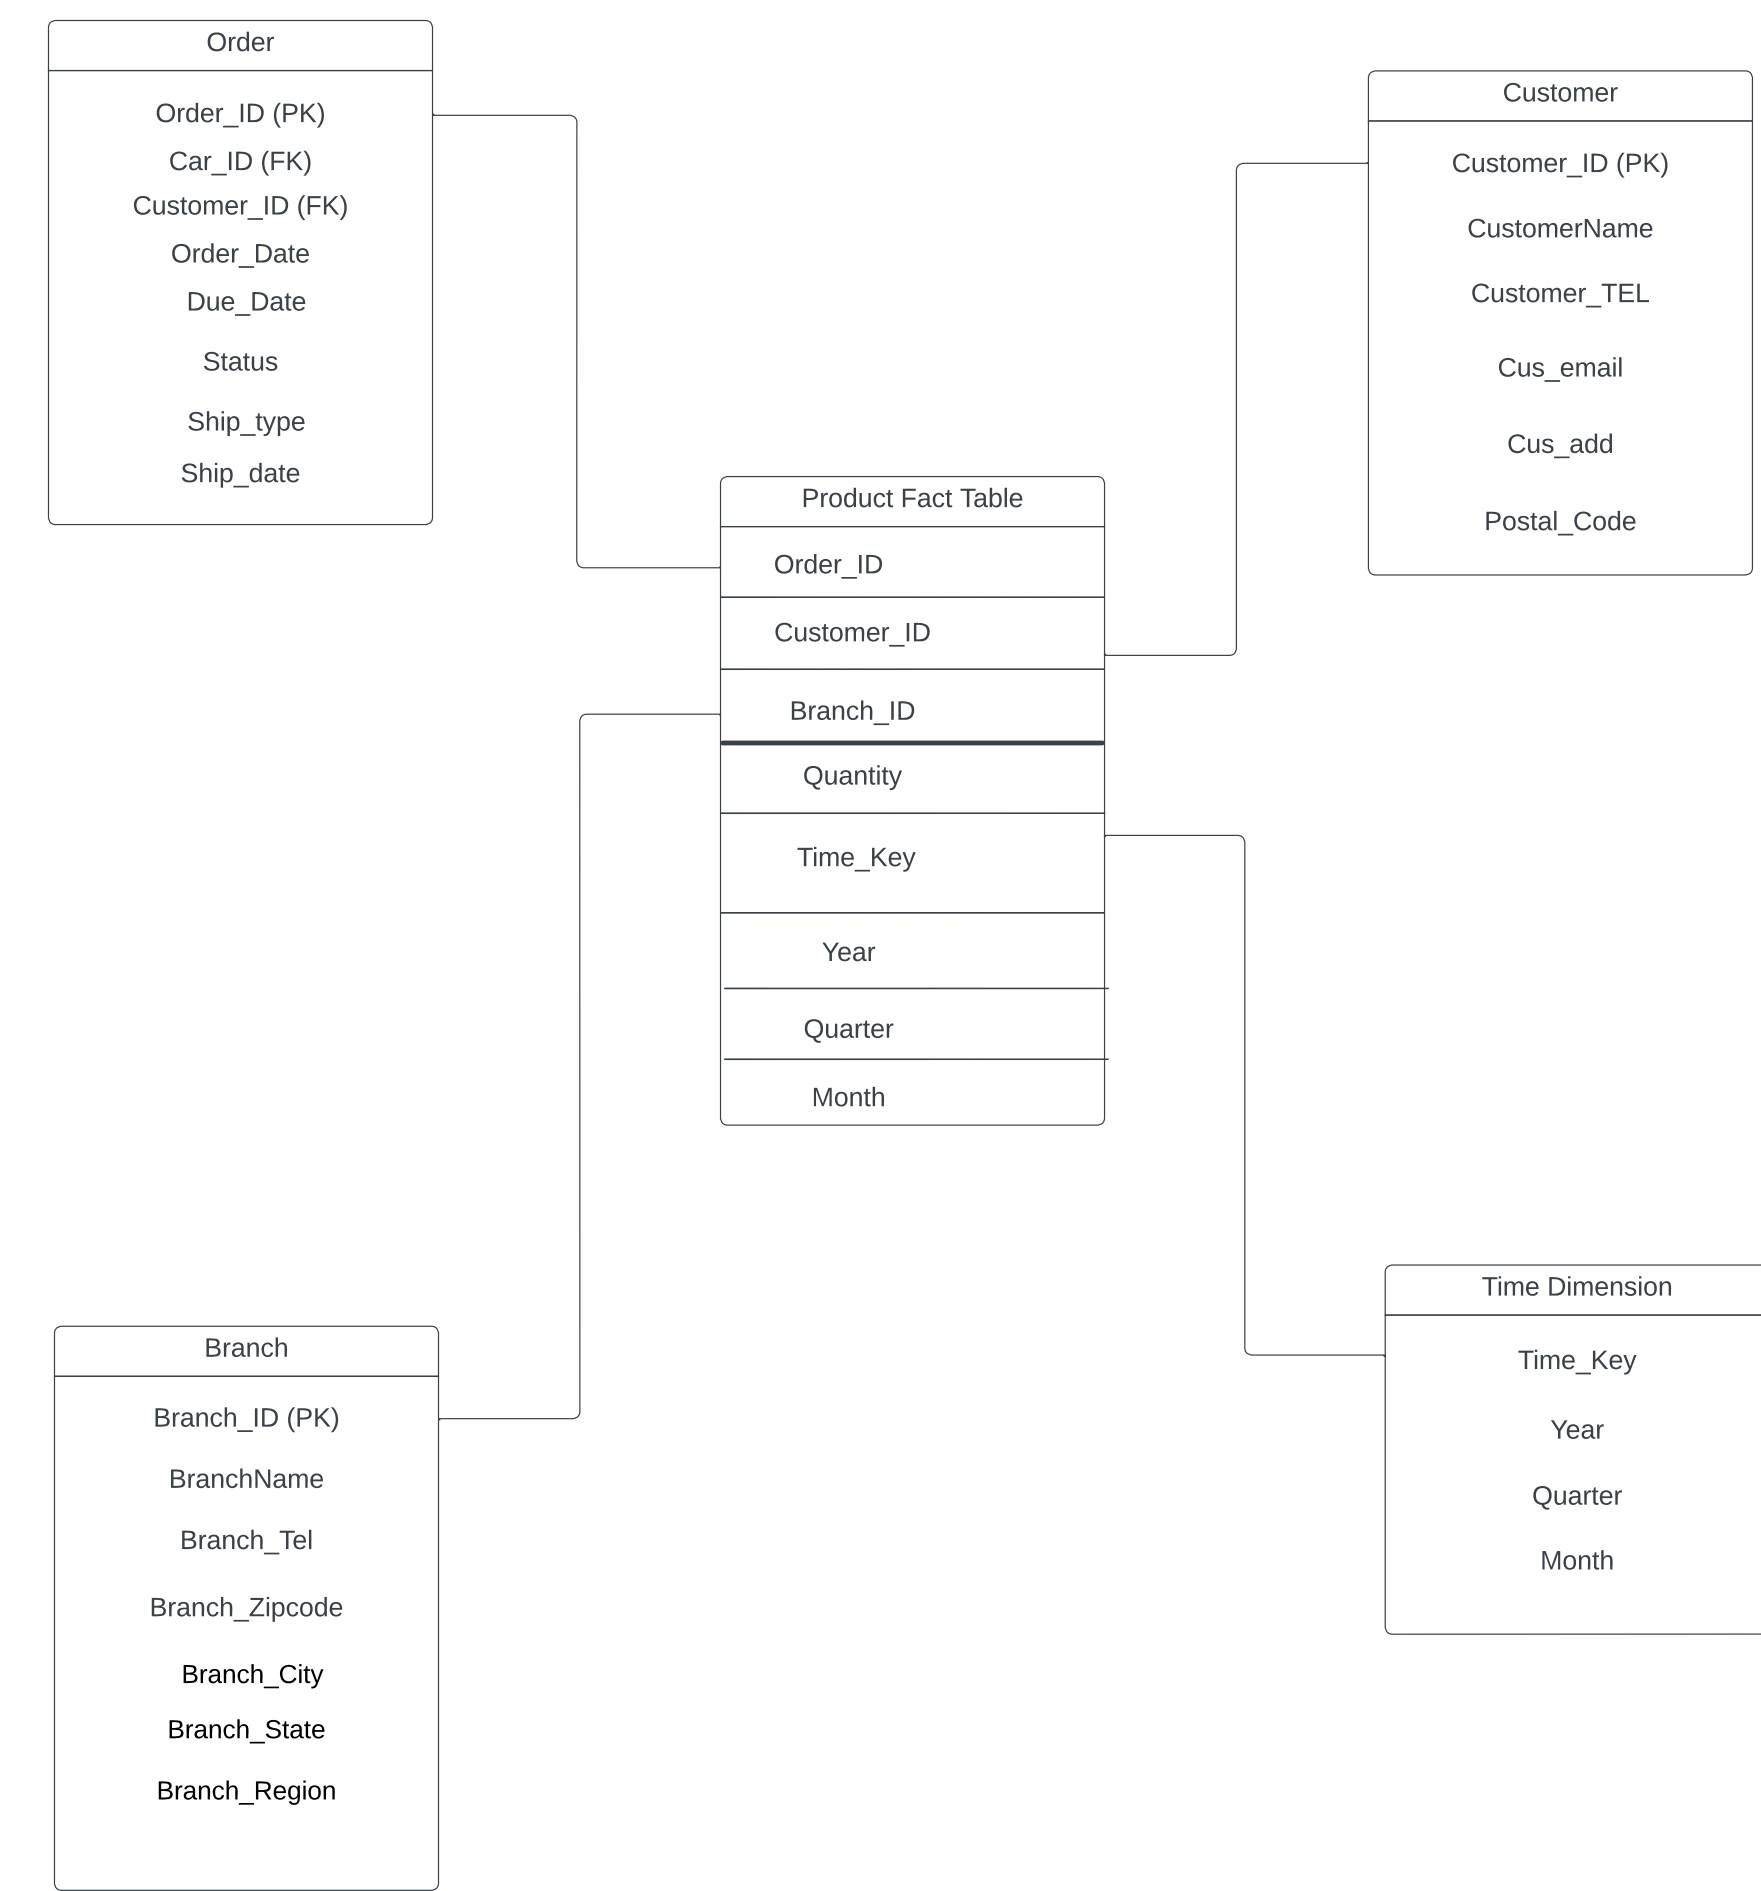 Order
Order_ID (PK)
Car_ID (FK)
Customer_ID (FK)
Order_Date
Due_Date
Status
Ship_type
Ship_date
Customer
Customer_ID (PK)
CustomerName
Customer_TEL
Cus_email
Cus_add
Postal_Code
Product Fact Table
Order_ID
Customer_ID
Branch_ID
Quantity
Time_Key
Year
Quarter
Month
Branch
Branch_ID (PK)
BranchName
Branch_Tel
Branch_Zipcode
Branch_City
Branch_State
Branch_Region
Time Dimension
Time_Key
Year
Quarter
Month